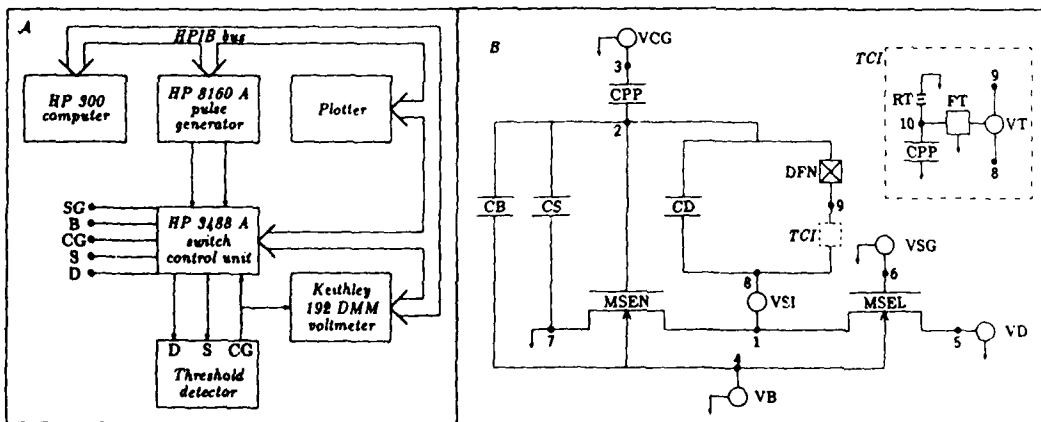 A
HPIB bus
HP 300
computer
HP 8160 A
pulse
generator
Plotter
SG
B
CG
S
D
HP 3488 A
switch
control unit
Keithley
192 DMM
voltmeter
D S CG
Threshold
detector
B
VCG
3
CPP
2
CB
CS
CD
DFN
9
TCI
8
VSI
MSEN
7
1
VSG
6
MSEL
5
VD
4
VB
TCI
RT
FT
9
10
VT
CPP
8